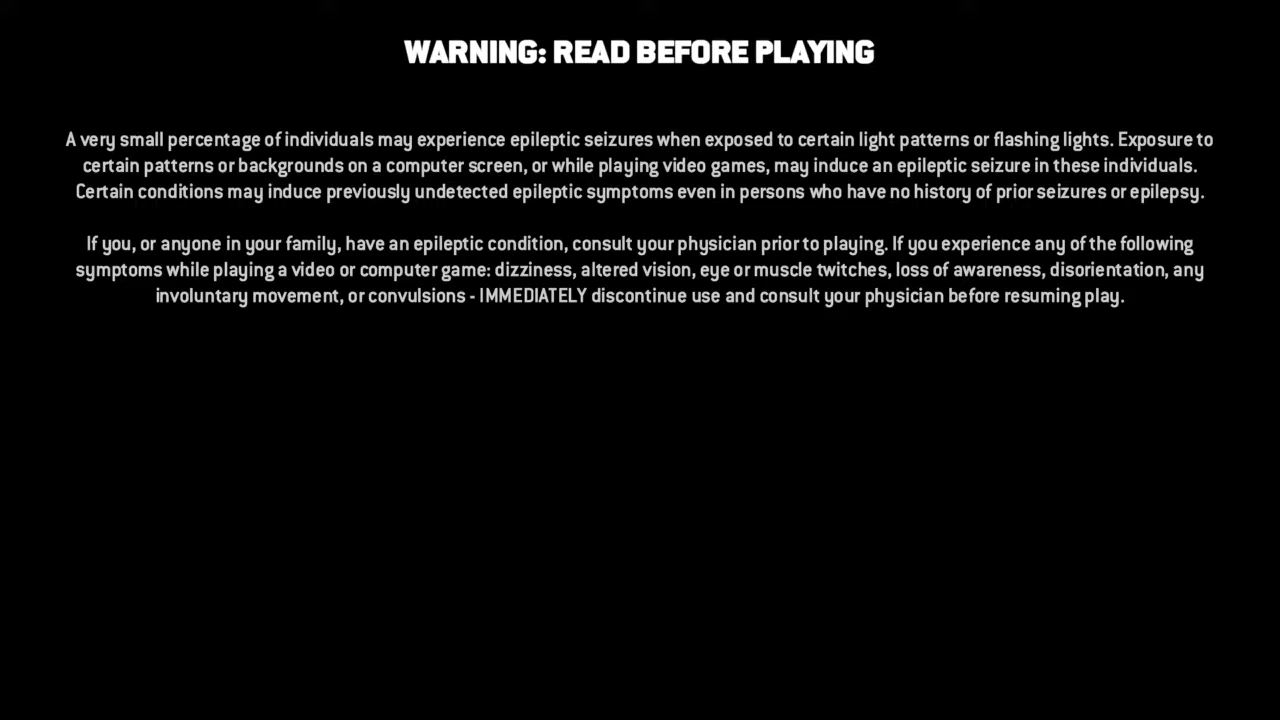 WARNING: READ BEFORE PLAYING
A very small percentage of individuals may experience epileptic seizures when exposed to certain light patterns or flashing lights. Exposure to
certain patterns or backgrounds on a computer screen, or while playing video games, may induce an epileptic seizure in these individuals.
Certain conditions may induce previously undetected epileptic symptoms even in persons who have no history of prior seizures or epilepsy.
If you, or anyone in your family, have an epileptic condition, consult your physician prior to playing. If you experience any of the following
symptoms while playing a video or computer game: dizziness, altered vision, eye or muscle twitches, loss of awareness, disorientation, any
involuntary movement, or convulsions - IMMEDIATELY discontinue use and consult your physician before resuming play.